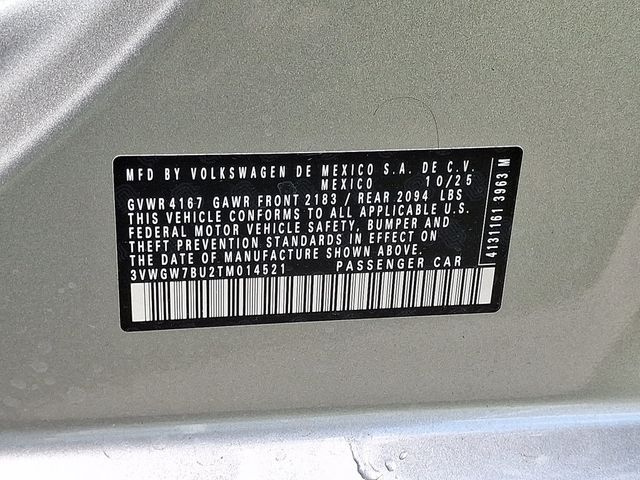 MFD BY VOLKSWAGEN DE MEXICO S.A. DE C.V.
MEXICO 10/25
GVWR 4167 GAWR FRONT 2183 / REAR 2094 LBS
THIS VEHICLE CONFORMS TO ALL APPLICABLE U.S.
FEDERAL MOTOR VEHICLE SAFETY, BUMPER AND
THEFT PREVENTION STANDARDS IN EFFECT ON
THE DATE OF MANUFACTURE SHOWN ABOVE.
3VWGW7BU2TM014521 PASSENGER CAR
4131161 3963 M